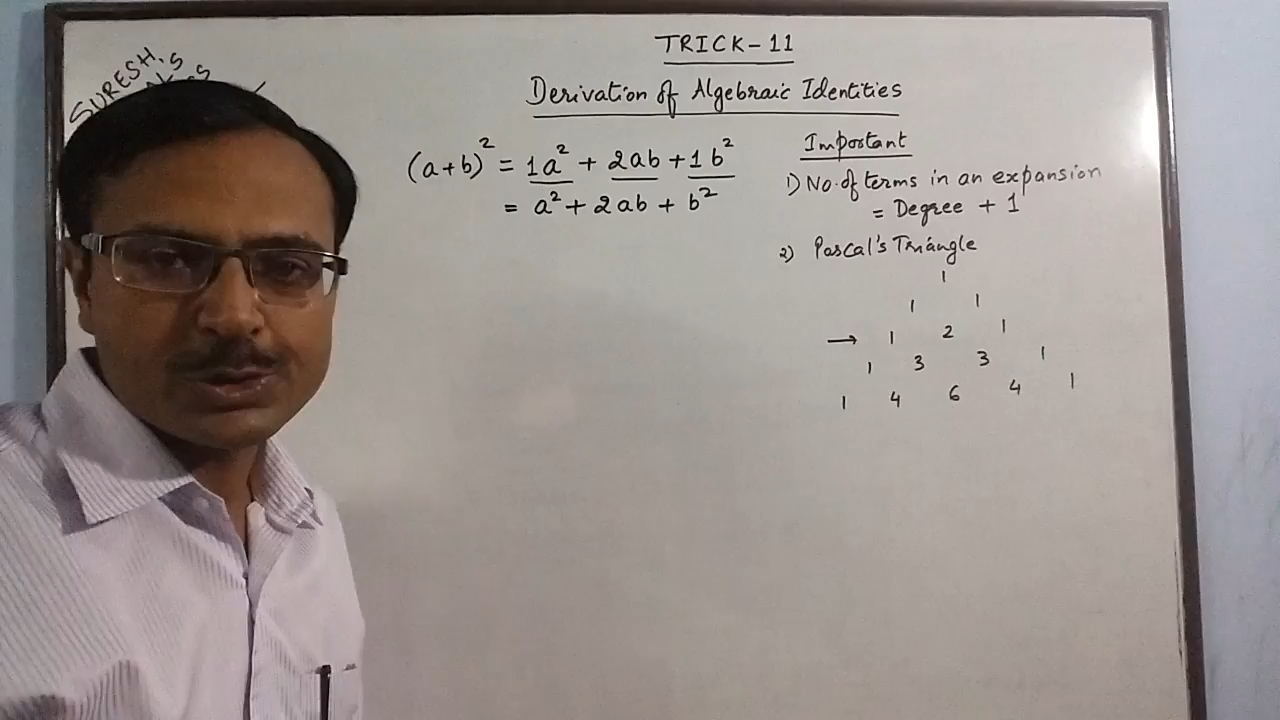 SURESH'S
TRICK-11
Derivation of Algebraic Identities
(a+b)² = 1a² + 2ab + 1b²
= a² + 2ab + b²
Important
1) No. of terms in an expansion
= Degree + 1
2) Pascal's Triangle
1
1 1
→ 1 2 1
1 3 3 1
1 4 6 4 1